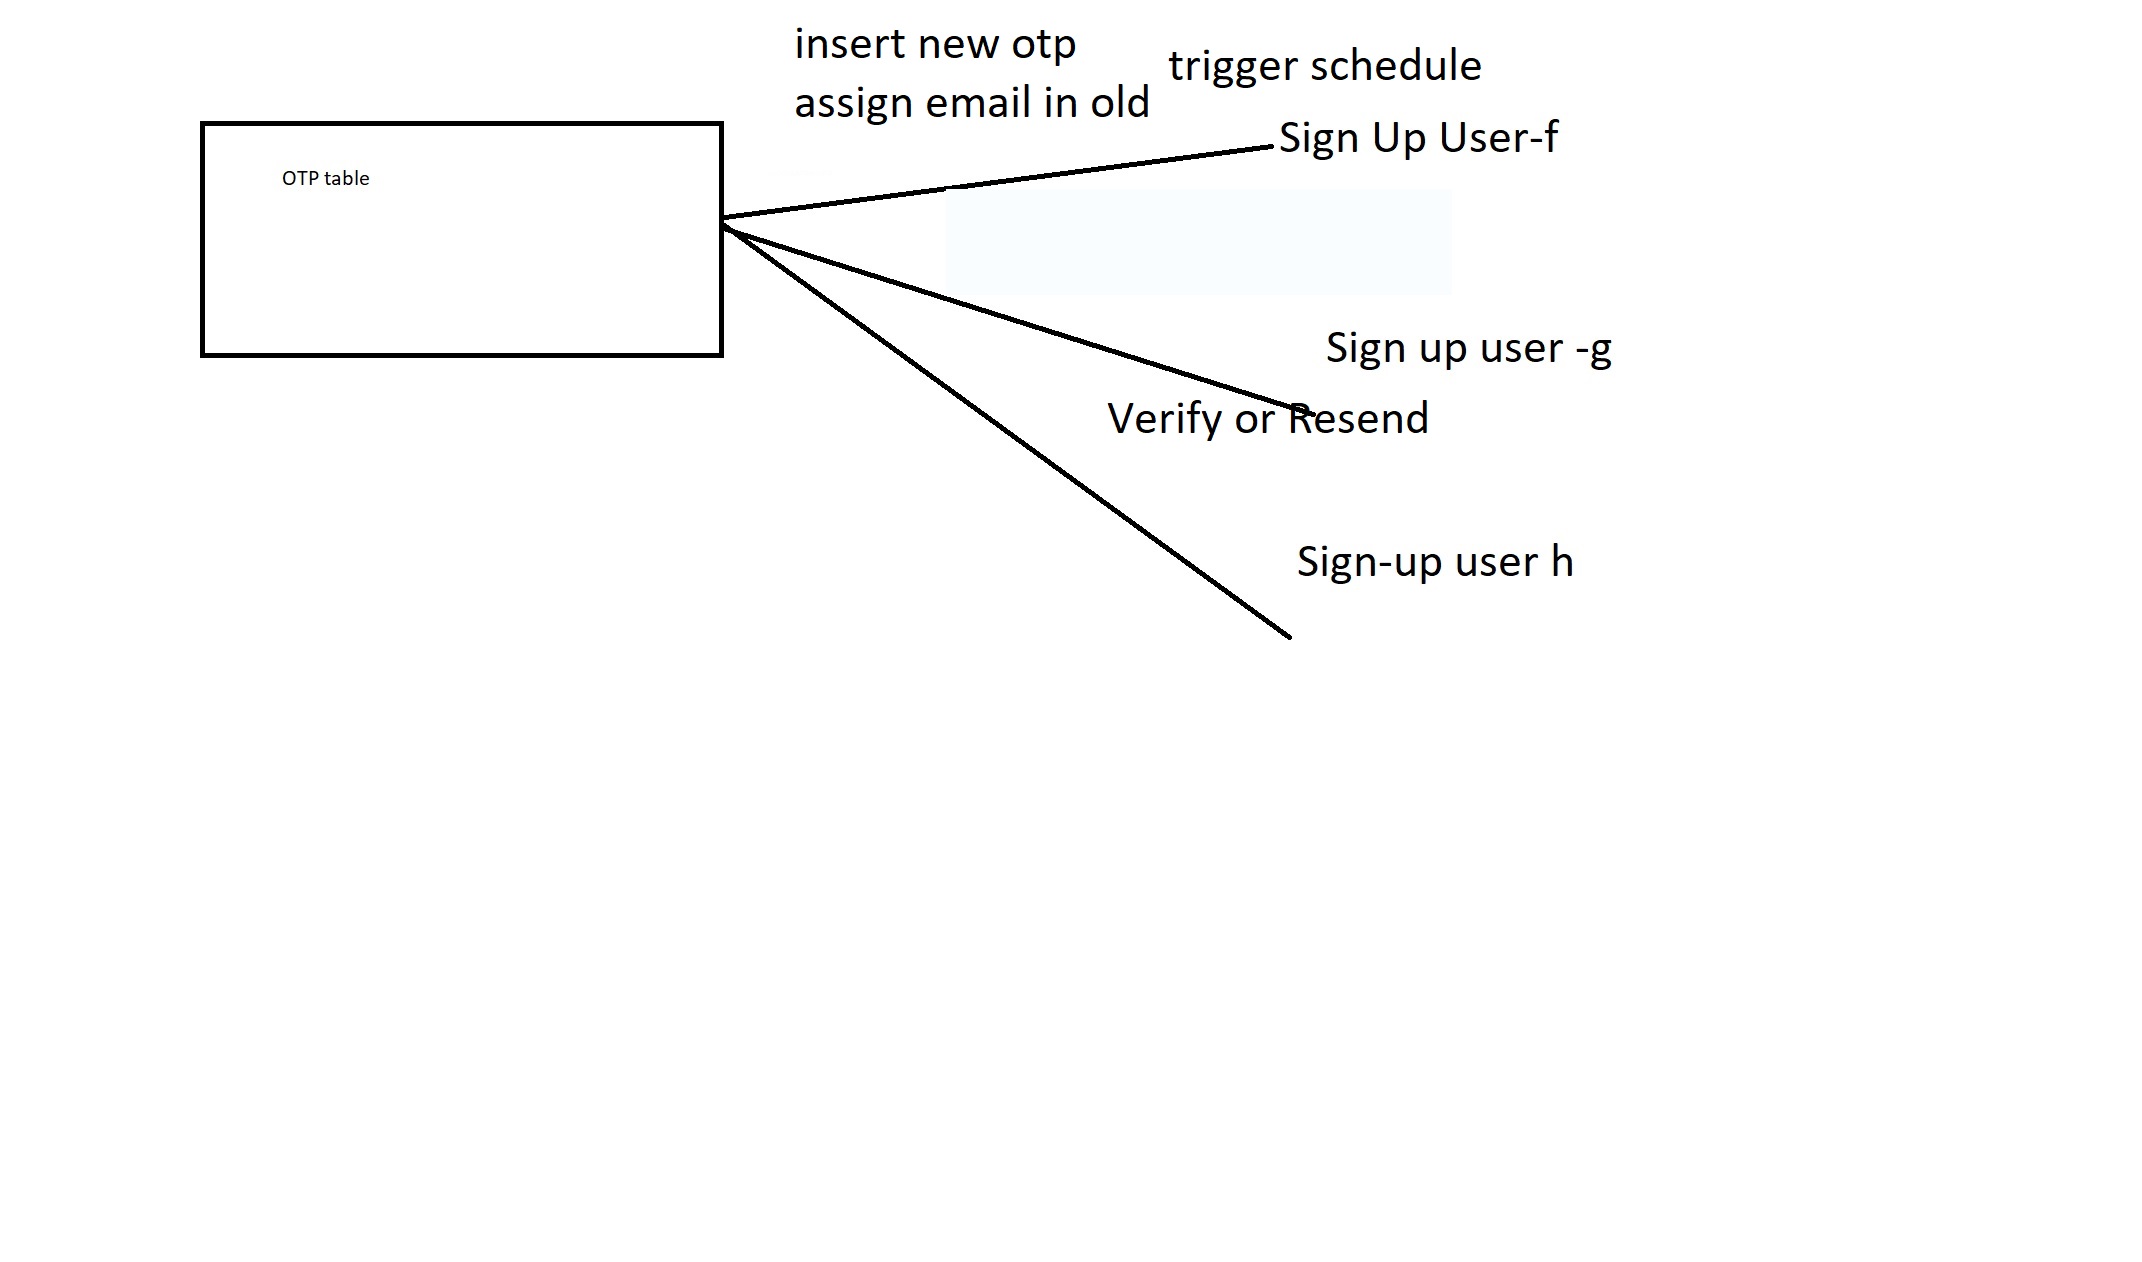 insert new otp
assign email in old
trigger schedule
Sign Up User-f
OTP table
Sign up user -g
Verify or Resend
Sign-up user h